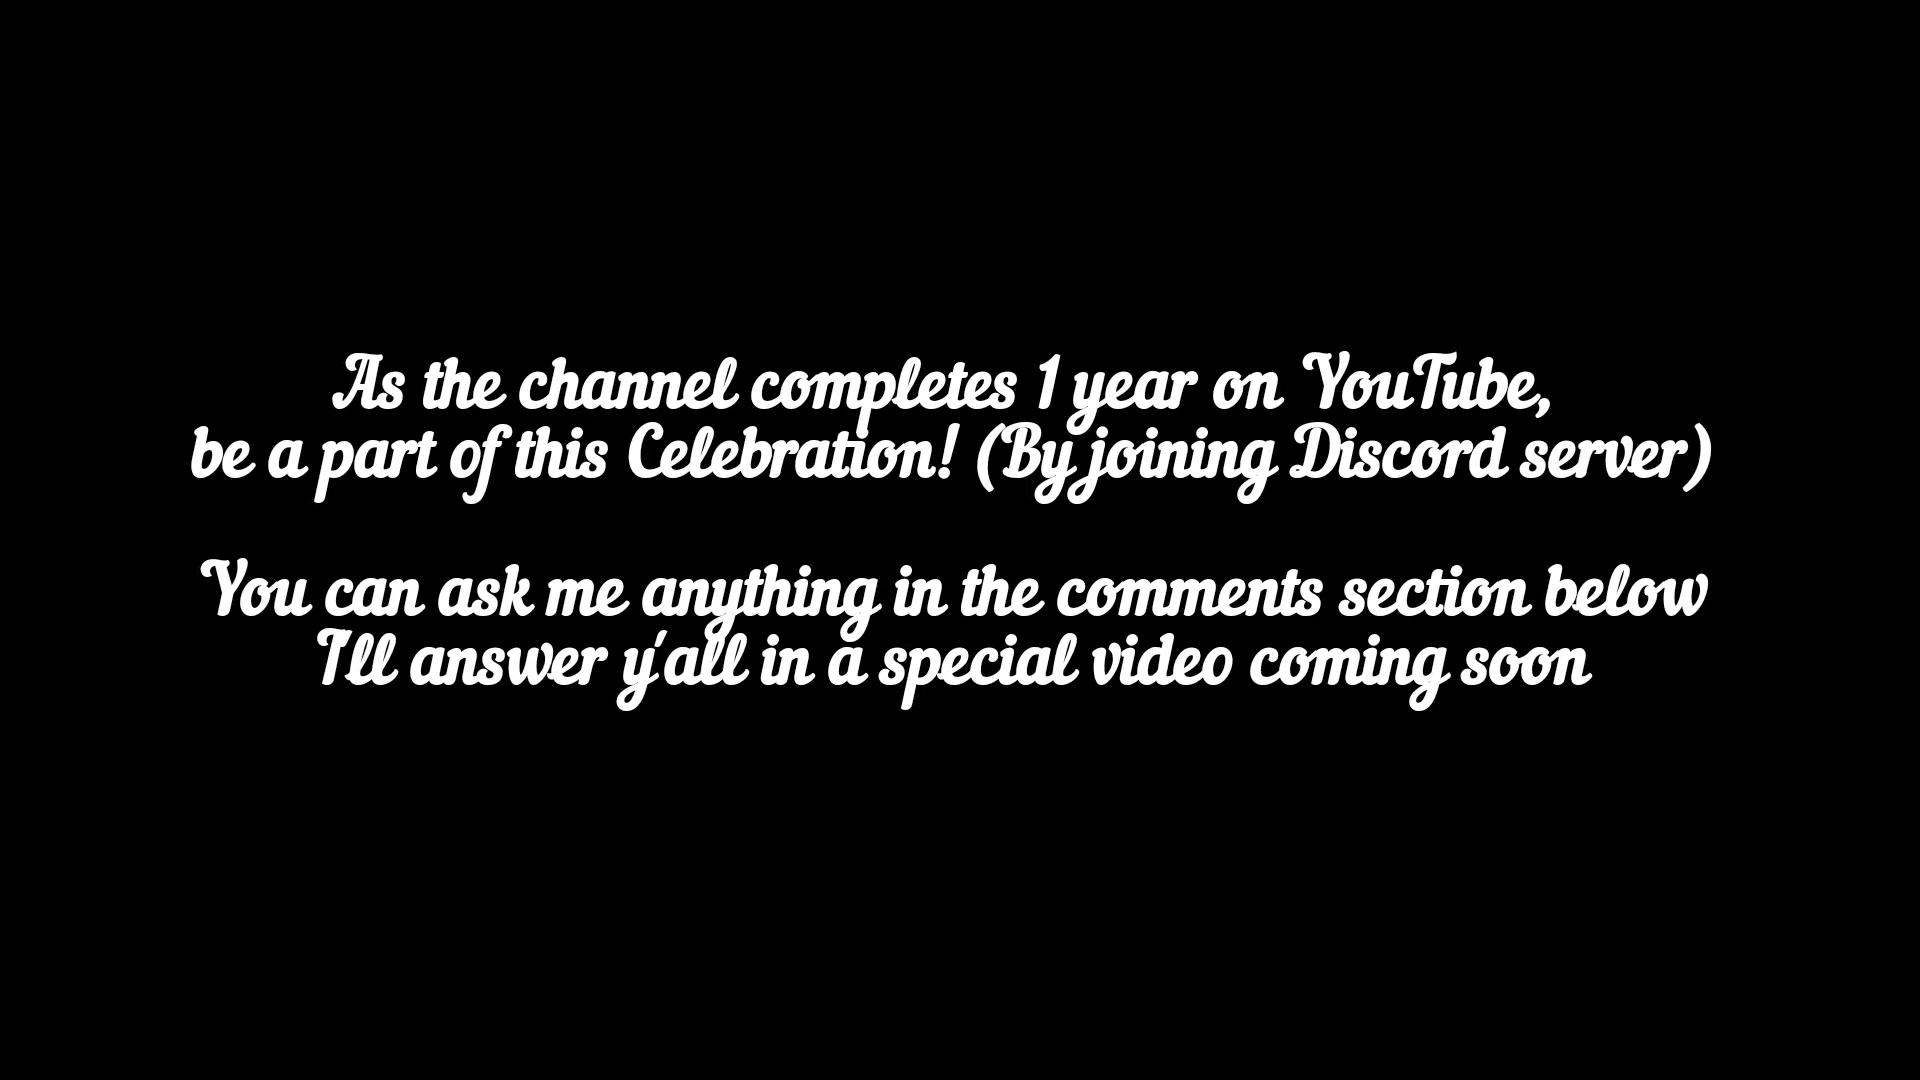 As the channel completes 1 year on YouTube,
be a part of this Celebration! (By joining Discord server)
You can ask me anything in the comments section below
I'll answer y'all in a special video coming soon